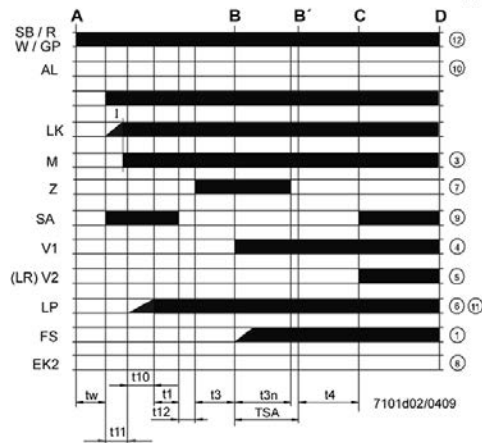 A B B´ C D
SB / R
W / GP ⑫
AL ⑩
I
LK
M ③
Z ⑦
SA ⑨
V1 ④
(LR) V2 ⑤
LP ⑥ ⑪
FS ①
EK2 ⑧
t10
tw t1 t3 t3n t4 7101d02/0409
t12 TSA
t11